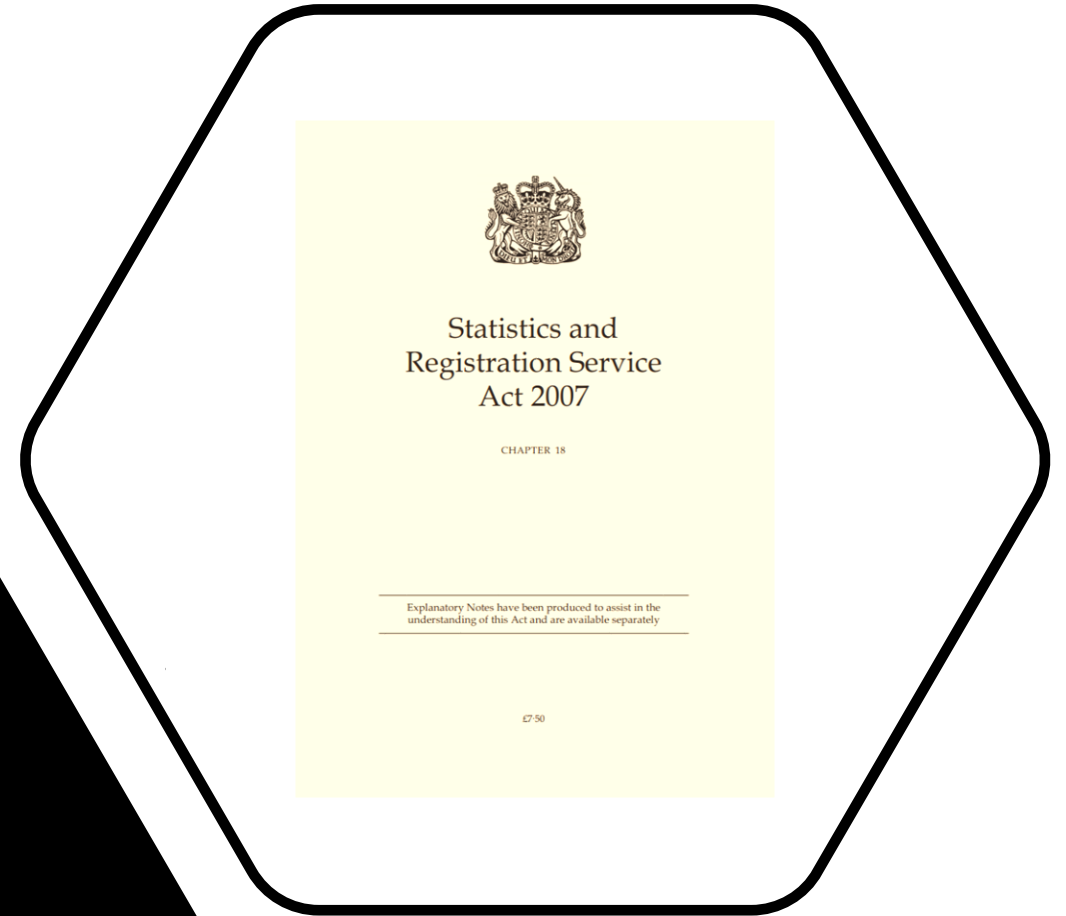 Statistics and
Registration Service
Act 2007
CHAPTER 18
Explanatory Notes have been produced to assist in the
understanding of this Act and are available separately
£7·50